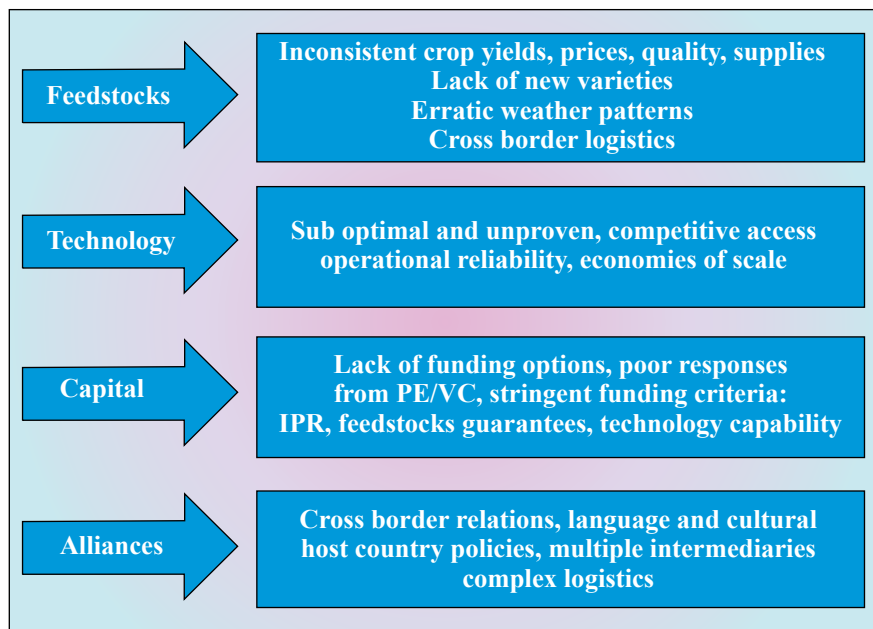 Feedstocks
Inconsistent crop yields, prices, quality, supplies
Lack of new varieties
Erratic weather patterns
Cross border logistics
Technology
Sub optimal and unproven, competitive access
operational reliability, economies of scale
Capital
Lack of funding options, poor responses
from PE/VC, stringent funding criteria:
IPR, feedstocks guarantees, technology capability
Alliances
Cross border relations, language and cultural
host country policies, multiple intermediaries
complex logistics